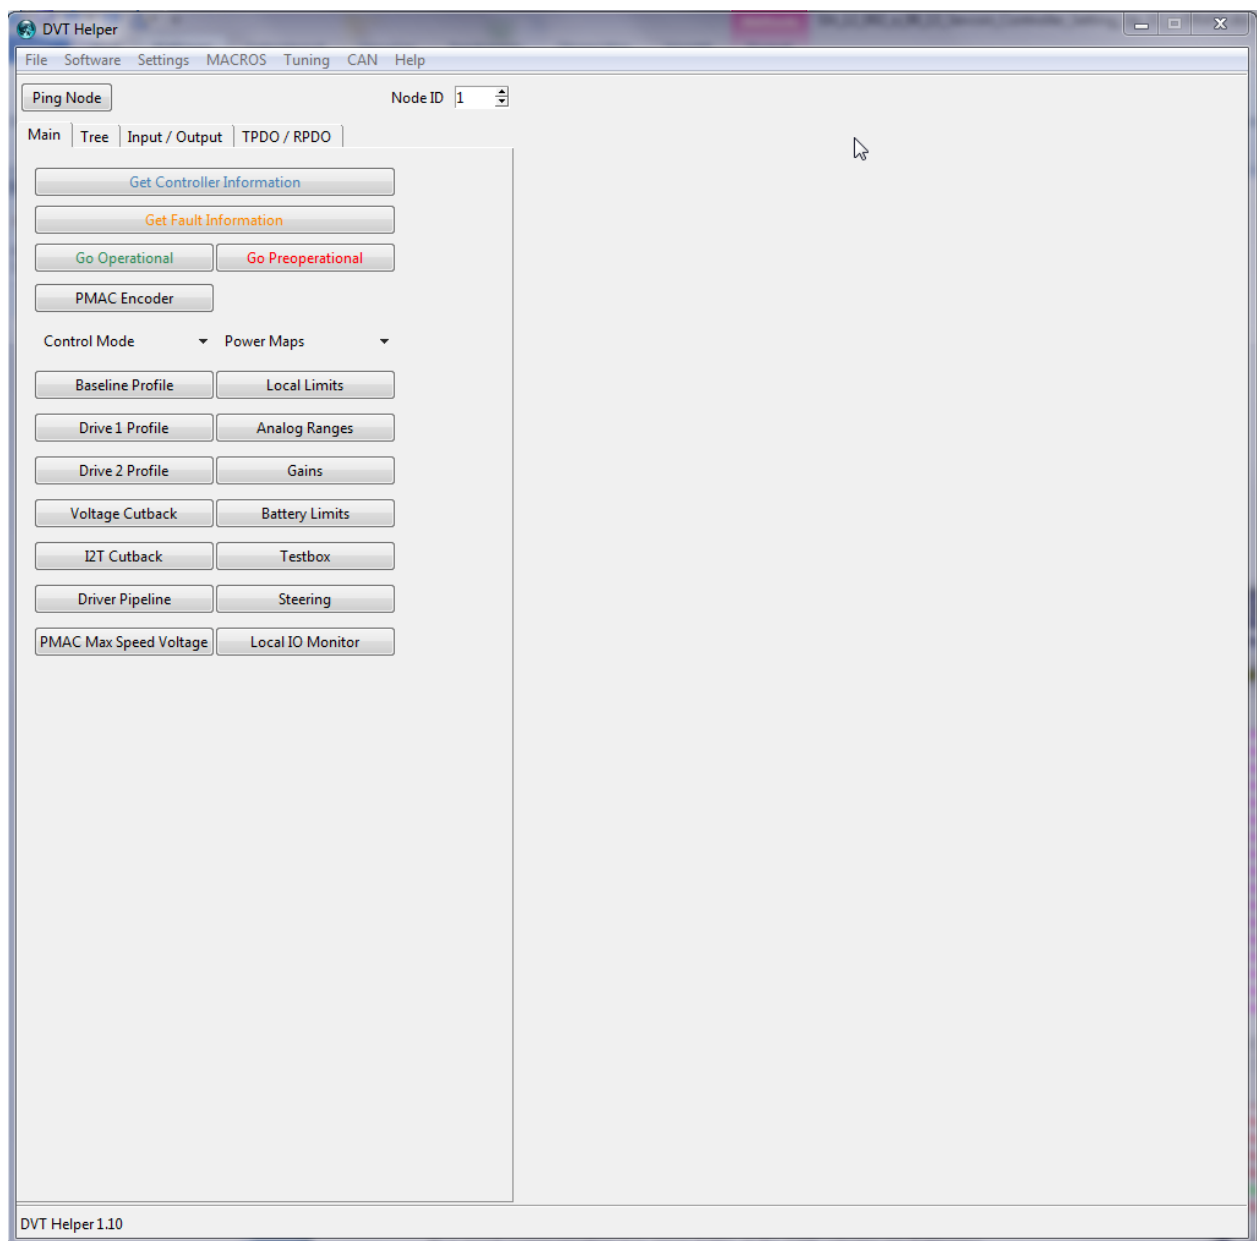 DVT Helper
File Software Settings MACROS Tuning CAN Help
Ping Node Node ID 1
Main Tree Input / Output TPDO / RPDO
Get Controller Information
Get Fault Information
Go Operational Go Preoperational
PMAC Encoder
Control Mode Power Maps
Baseline Profile Local Limits
Drive 1 Profile Analog Ranges
Drive 2 Profile Gains
Voltage Cutback Battery Limits
I2T Cutback Testbox
Driver Pipeline Steering
PMAC Max Speed Voltage Local IO Monitor
DVT Helper 1.10